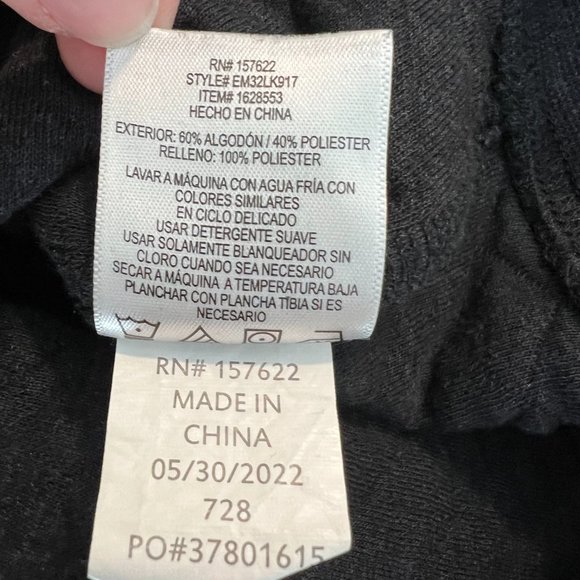 RN# 157622
STYLE# EM32LK917
ITEM# 1628553
HECHO EN CHINA
EXTERIOR: 60% ALGODÓN / 40% POLIESTER
RELLENO: 100% POLIESTER
LAVAR A MÁQUINA CON AGUA FRÍA CON
COLORES SIMILARES
EN CICLO DELICADO
USAR DETERGENTE SUAVE
USAR SOLAMENTE BLANQUEADOR SIN
CLORO CUANDO SEA NECESARIO
SECAR A MÁQUINA A TEMPERATURA BAJA
PLANCHAR CON PLANCHA TIBIA SI ES
NECESARIO
RN# 157622
MADE IN
CHINA
05/30/2022
728
PO#37801615